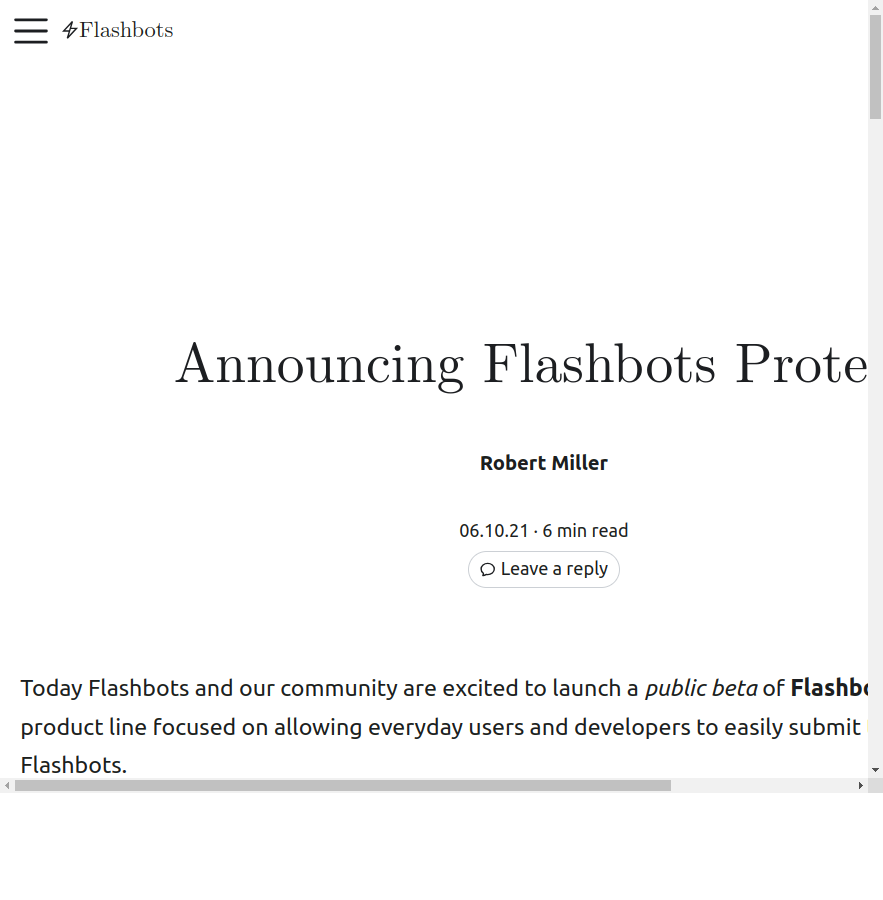 Flashbots
Announcing Flashbots Prote
Robert Miller
06.10.21 · 6 min read
Leave a reply
Today Flashbots and our community are excited to launch a public beta of Flashbo
product line focused on allowing everyday users and developers to easily submit
Flashbots.